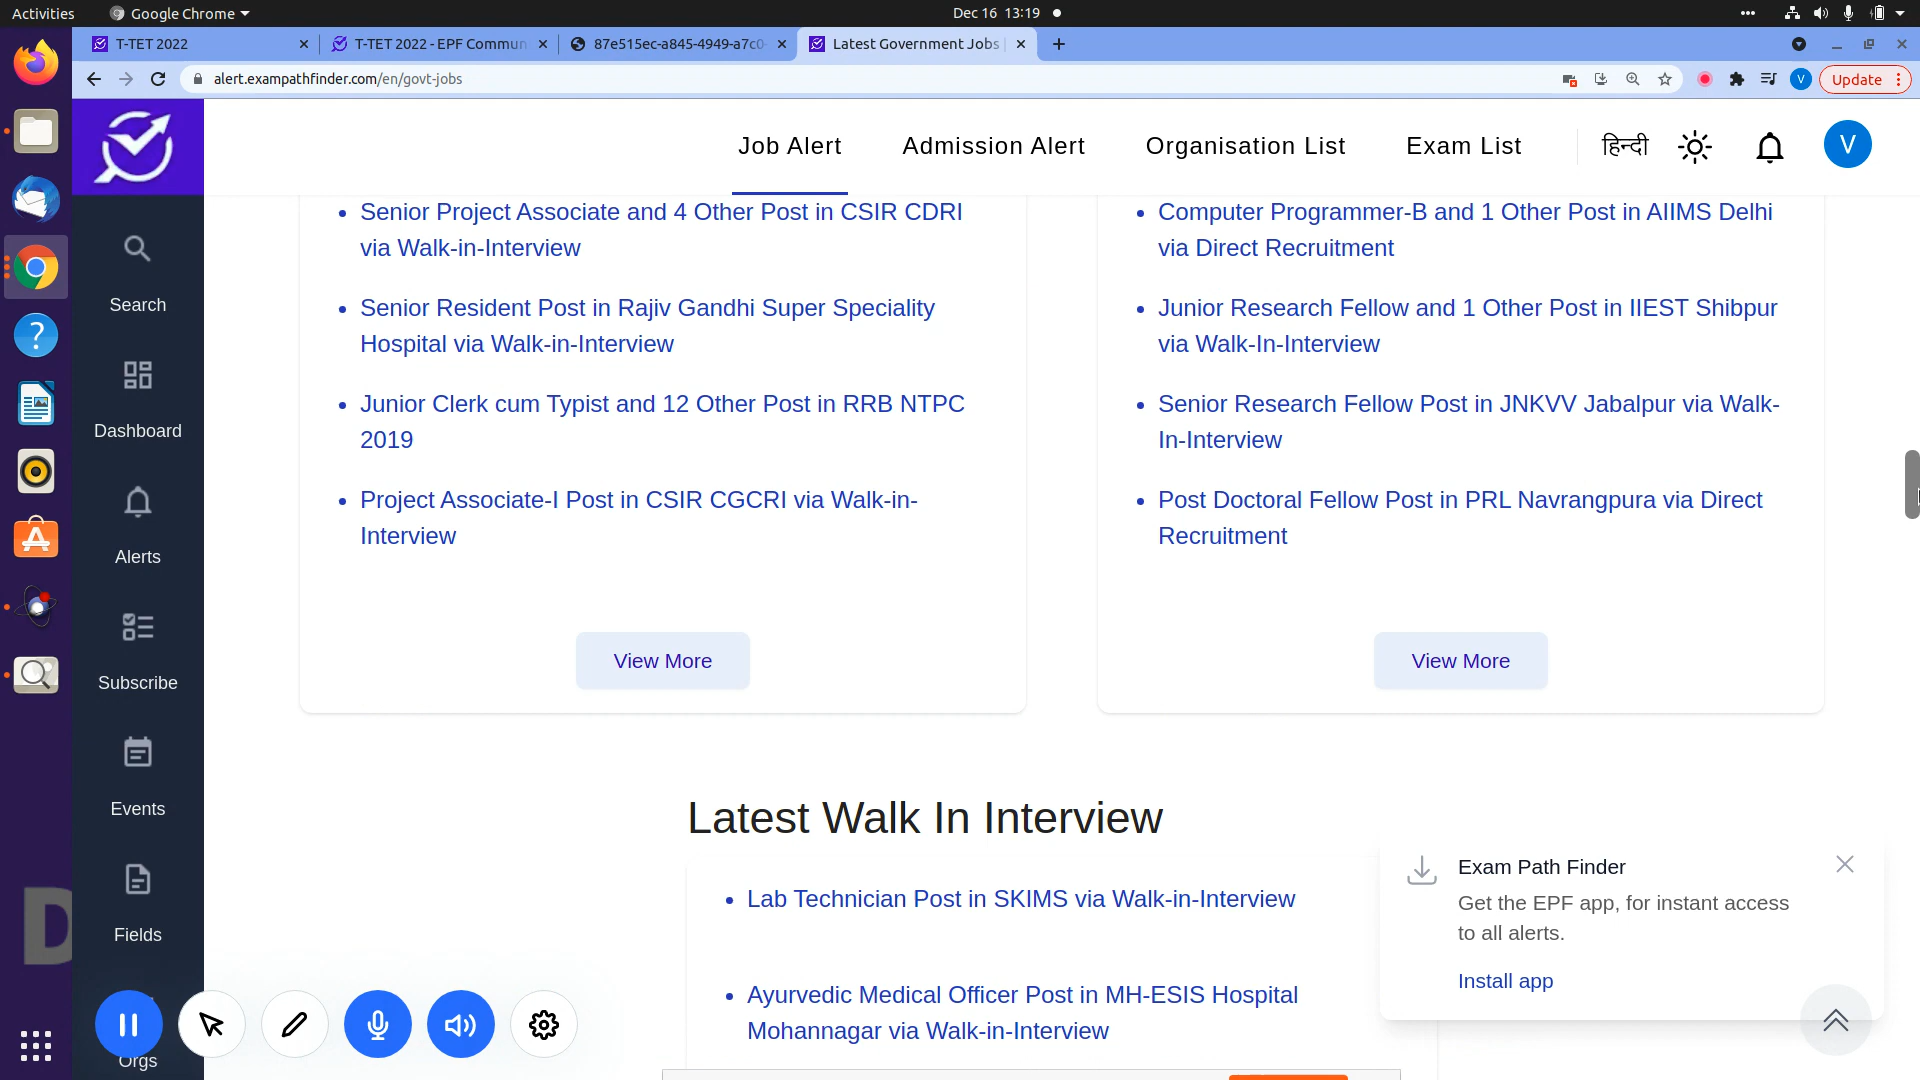 Activities
Google Chrome
Dec 16 13:19
T-TET 2022
T-TET 2022 - EPF Commun
87e515ec-a845-4949-a7c0-
Latest Government Jobs
alert.exampathfinder.com/en/govt-jobs
V
Update
Job Alert
Admission Alert
Organisation List
Exam List
हिन्दी
V
Search
Dashboard
Alerts
Subscribe
Events
Fields
Orgs
Senior Project Associate and 4 Other Post in CSIR CDRI
via Walk-in-Interview
Senior Resident Post in Rajiv Gandhi Super Speciality
Hospital via Walk-in-Interview
Junior Clerk cum Typist and 12 Other Post in RRB NTPC
2019
Project Associate-I Post in CSIR CGCRI via Walk-in-
Interview
View More
Computer Programmer-B and 1 Other Post in AIIMS Delhi
via Direct Recruitment
Junior Research Fellow and 1 Other Post in IIEST Shibpur
via Walk-In-Interview
Senior Research Fellow Post in JNKVV Jabalpur via Walk-
In-Interview
Post Doctoral Fellow Post in PRL Navrangpura via Direct
Recruitment
View More
Latest Walk In Interview
Lab Technician Post in SKIMS via Walk-in-Interview
Ayurvedic Medical Officer Post in MH-ESIS Hospital
Mohannagar via Walk-in-Interview
Exam Path Finder
Get the EPF app, for instant access
to all alerts.
Install app
D